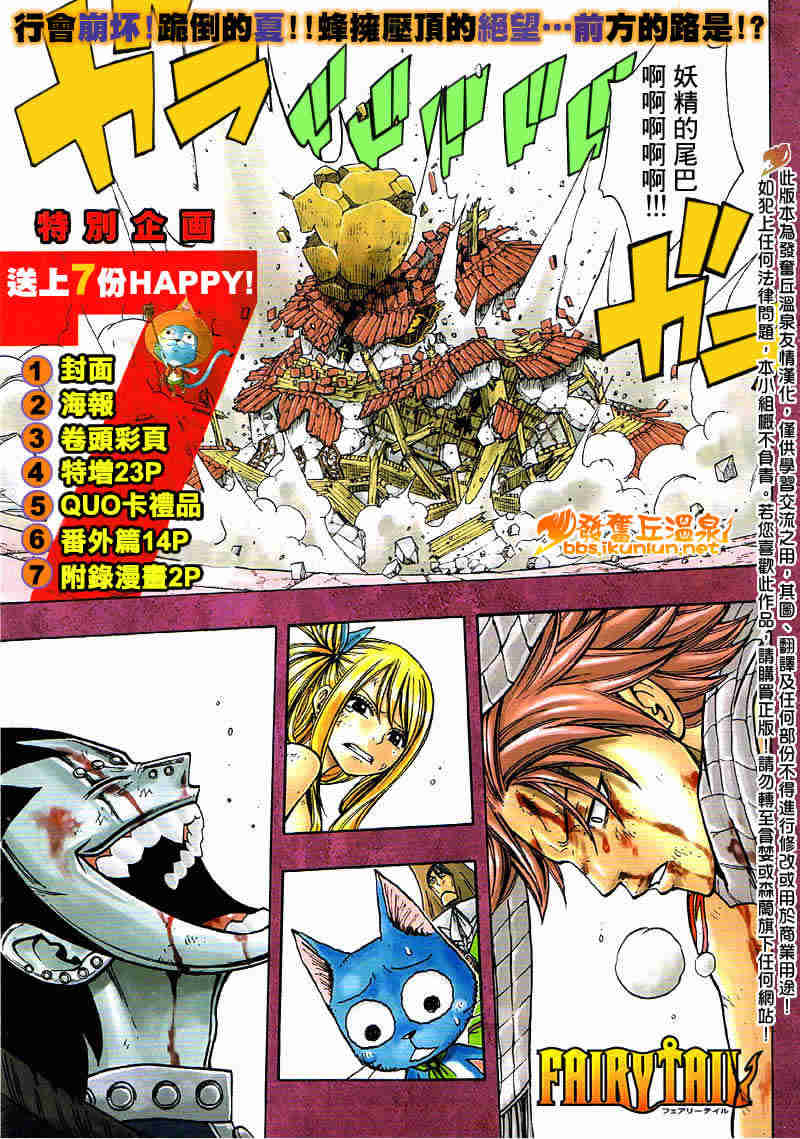 行會崩坏!跪倒的夏!!蜂擁壓頂的絕望…前方的路是!?
ガラ
ドドドド
妖精的尾巴
啊啊啊啊啊!!!
ガラ
特別企画
送上7份HAPPY!
1 封面
2 海報
3 卷頭彩頁
4 特增23P
5 QUO卡禮品
6 番外篇14P
7 附錄漫畫2P
發奮丘溫泉
bbs.ikunlun.net
此版本為發奮丘溫泉友情漢化，僅供學習交流之用，其圖、翻譯及任何部份不得進行修改或用於商業用途！
如犯上任何法律問題，本小組概不負責。若您喜歡此作品，請購買正版！請勿轉至貪婪或森蘭旗下任何網站！
FAIRY TAIL
フェアリーテイル